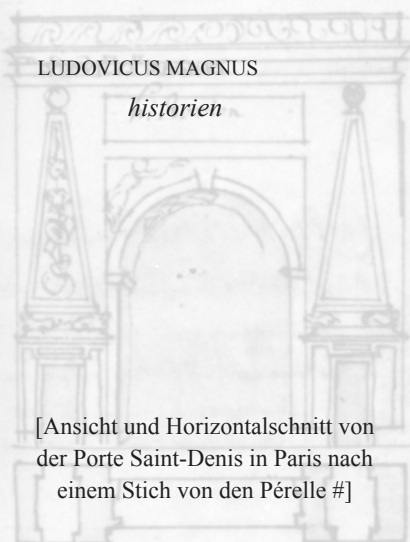 LUDOVICUS MAGNUS
historien
[Ansicht und Horizontalschnitt von
der Porte Saint-Denis in Paris nach
einem Stich von den Pérelle #]